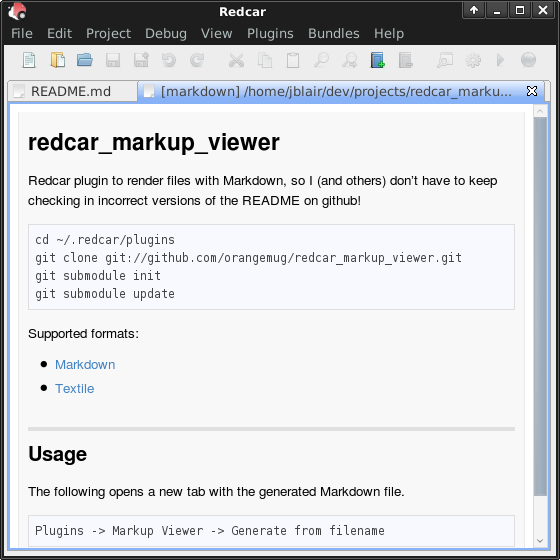 Redcar
File Edit Project Debug View Plugins Bundles Help
README.md [markdown] /home/jblair/dev/projects/redcar_marku...
redcar_markup_viewer
Redcar plugin to render files with Markdown, so I (and others) don't have to keep
checking in incorrect versions of the README on github!
cd ~/.redcar/plugins
git clone git://github.com/orangemug/redcar_markup_viewer.git
git submodule init
git submodule update
Supported formats:
Markdown
Textile
Usage
The following opens a new tab with the generated Markdown file.
Plugins -> Markup Viewer -> Generate from filename